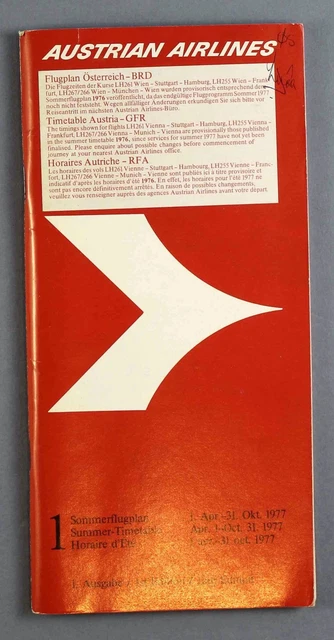 AUSTRIAN AIRLINES
Flugplan Österreich – BRD
Die Flugzeiten der Kurse LH261 Wien – Stuttgart – Hamburg, LH255 Wien – Frank-
furt, LH267/266 Wien – München – Wien wurden provisorisch entsprechend dem
Sommerflugplan 1976 veröffentlicht, da das endgültige Flugprogramm Sommer 1977
noch nicht feststeht. Wegen allfälliger Änderungen erkundigen Sie sich bitte vor
Reiseantritt im nächsten Austrian Airlines-Büro.
Timetable Austria – GFR
The timings shown for flights LH261 Vienna – Stuttgart – Hamburg, LH255 Vienna –
Frankfurt, LH267/266 Vienna – Munich – Vienna are provisionally those published
in the summer timetable 1976, since services for summer 1977 have not yet been
finalised. Please enquire about possible changes before commencement of
journey at your nearest Austrian Airlines office.
Horaires Autriche – RFA
Les horaires des vols LH261 Vienne – Stuttgart – Hambourg, LH255 Vienne – Franc-
fort, LH267/266 Vienne – Munich – Vienne sont publiés ici à titre provisoire et
indicatif d'après les horaires d'été 1976. En effet, les horaires pour l'été 1977 ne
sont pas encore définitivement arrêtés. En raison de possibles changements,
veuillez vous renseigner auprès des agences Austrian Airlines avant votre départ.
1 Sommerflugplan 1. Apr.–31. Okt. 1977
Summer-Timetable Apr. 1-Oct. 31. 1977
Horaire d'Eté 1 avr.–31 oct. 1977
1. Ausgabe